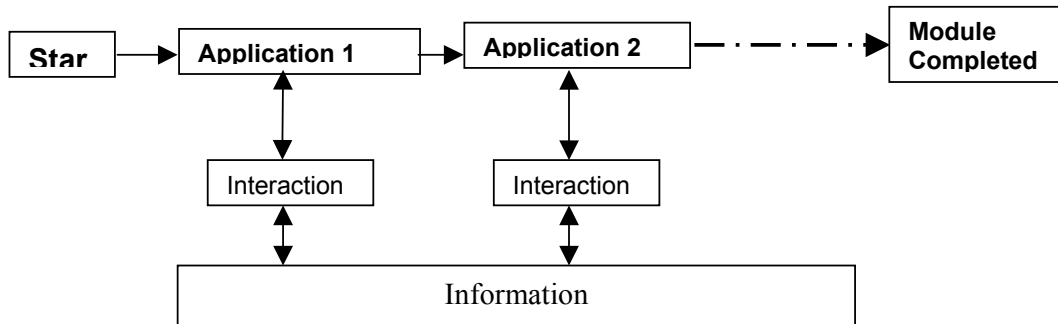 Star
Application 1
Application 2
Module
Completed
Interaction
Interaction
Information